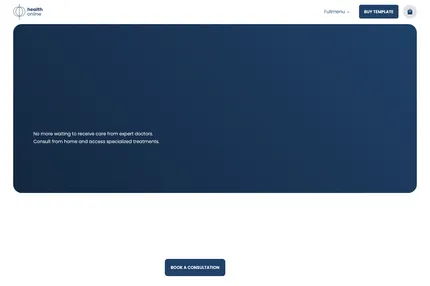 health
online
Fullmenu
BUY TEMPLATE
No more waiting to receive care from expert doctors.
Consult from home and access specialized treatments.
BOOK A CONSULTATION